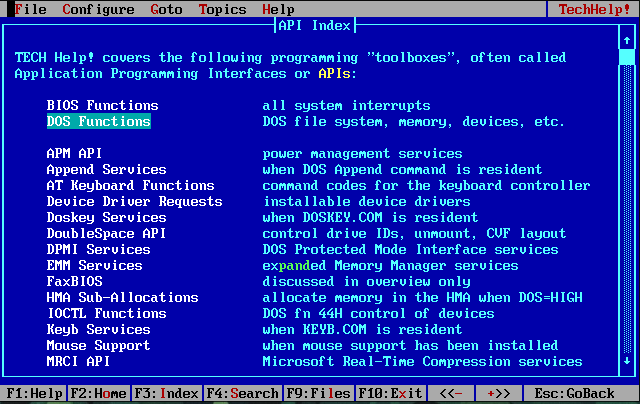 File Configure Goto Topics Help TechHelp!
API Index
TECH Help! covers the following programming "toolboxes", often called
Application Programming Interfaces or APIs:
BIOS Functions all system interrupts
DOS Functions DOS file system, memory, devices, etc.
APM API power management services
Append Services when DOS Append command is resident
AT Keyboard Functions command codes for the keyboard controller
Device Driver Requests installable device drivers
Doskey Services when DOSKEY.COM is resident
DoubleSpace API control drive IDs, unmount, CVF layout
DPMI Services DOS Protected Mode Interface services
EMM Services expanded Memory Manager services
FaxBIOS discussed in overview only
HMA Sub-Allocations allocate memory in the HMA when DOS=HIGH
IOCTL Functions DOS fn 44H control of devices
Keyb Services when KEYB.COM is resident
Mouse Support when mouse support has been installed
MRCI API Microsoft Real-Time Compression services
F1:Help F2:Home F3:Index F4:Search F9:Files F10:Exit <<- +>> Esc:GoBack